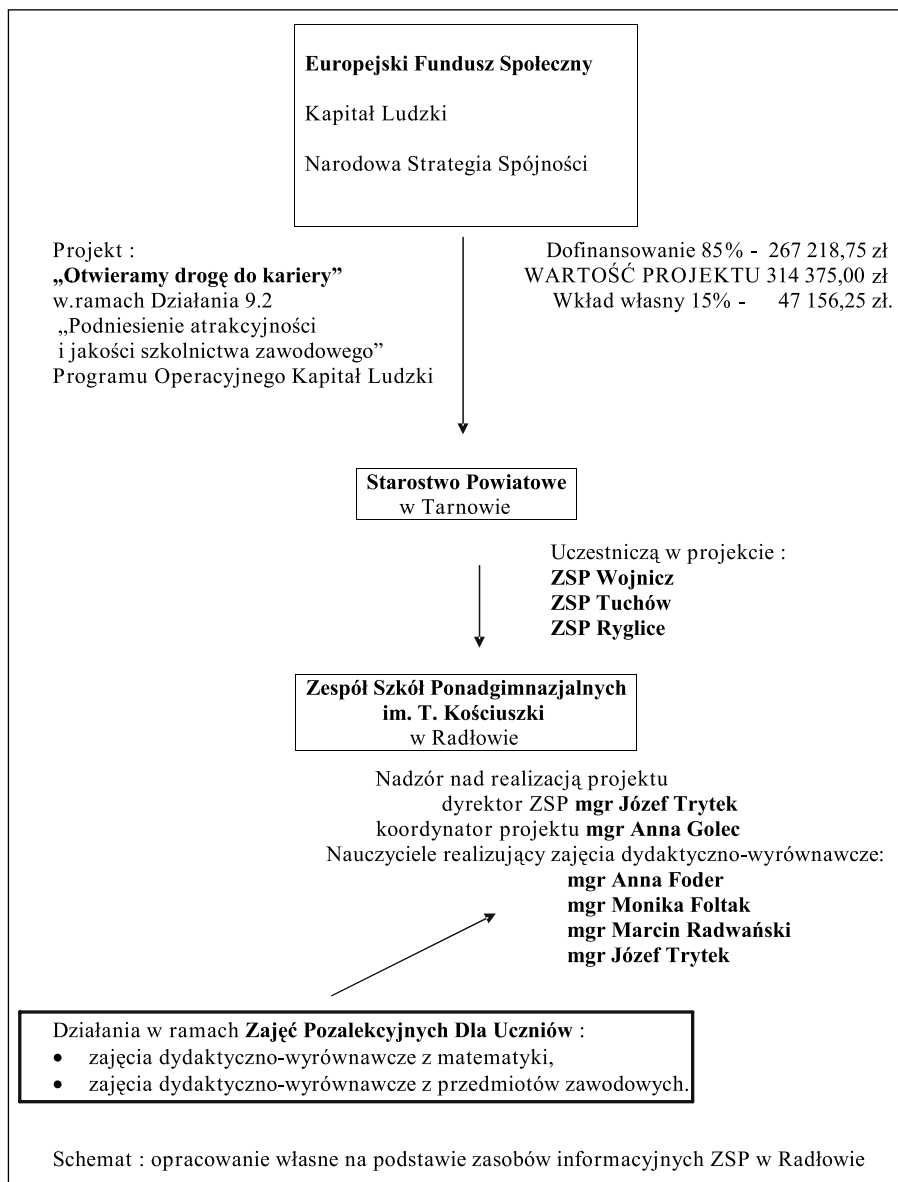 Europejski Fundusz Społeczny
Kapitał Ludzki
Narodowa Strategia Spójności
Projekt :
„Otwieramy drogę do kariery”
w.ramach Działania 9.2
„Podniesienie atrakcyjności
i jakości szkolnictwa zawodowego”
Programu Operacyjnego Kapitał Ludzki
Dofinansowanie 85% - 267 218,75 zł
WARTOŚĆ PROJEKTU 314 375,00 zł
Wkład własny 15% - 47 156,25 zł.
Starostwo Powiatowe
w Tarnowie
Uczestniczą w projekcie :
ZSP Wojnicz
ZSP Tuchów
ZSP Ryglice
Zespół Szkół Ponadgimnazjalnych
im. T. Kościuszki
w Radłowie
Nadzór nad realizacją projektu
dyrektor ZSP mgr Józef Trytek
koordynator projektu mgr Anna Golec
Nauczyciele realizujący zajęcia dydaktyczno-wyrównawcze:
mgr Anna Foder
mgr Monika Foltak
mgr Marcin Radwański
mgr Józef Trytek
Działania w ramach Zajęć Pozalekcyjnych Dla Uczniów :
• zajęcia dydaktyczno-wyrównawcze z matematyki,
• zajęcia dydaktyczno-wyrównawcze z przedmiotów zawodowych.
Schemat : opracowanie własne na podstawie zasobów informacyjnych ZSP w Radłowie